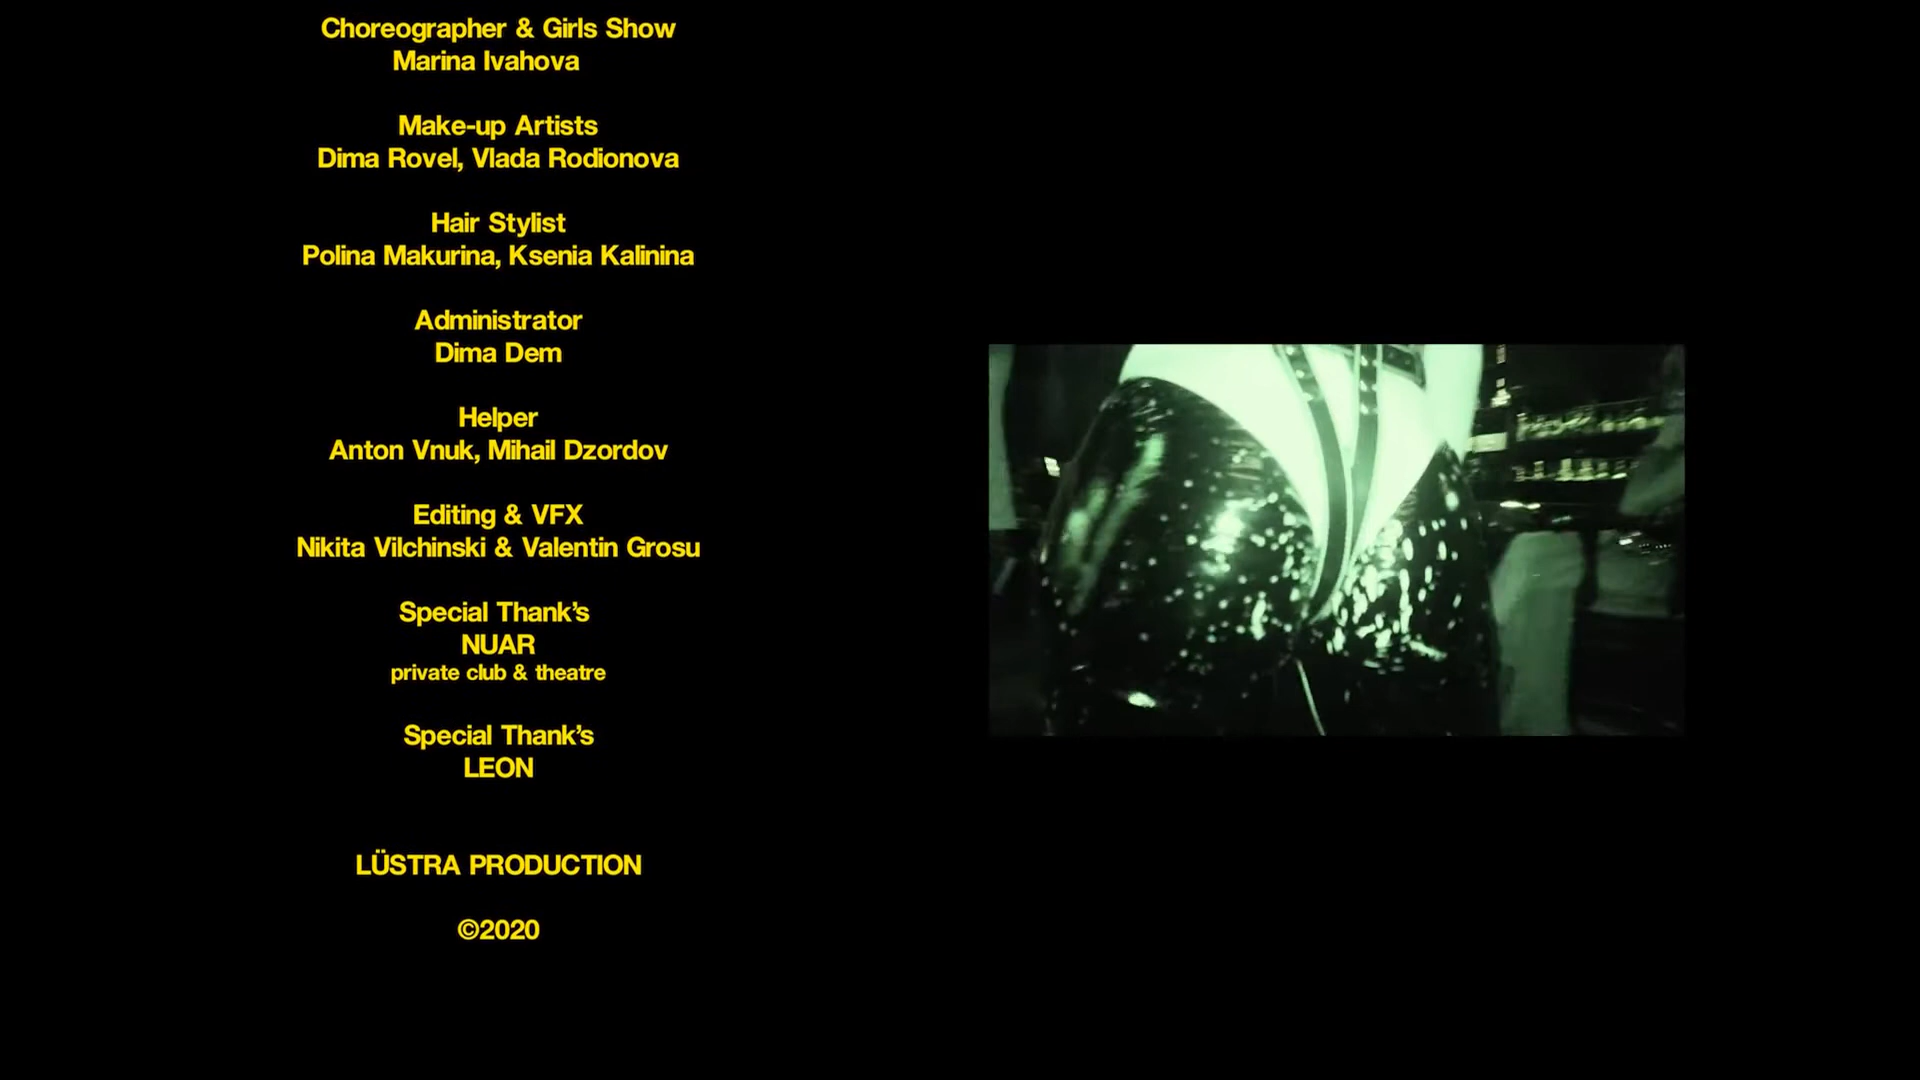 Choreographer & Girls Show
Marina Ivahova
Make-up Artists
Dima Rovel, Vlada Rodionova
Hair Stylist
Polina Makurina, Ksenia Kalinina
Administrator
Dima Dem
Helper
Anton Vnuk, Mihail Dzordov
Editing & VFX
Nikita Vilchinski & Valentin Grosu
Special Thank’s
NUAR
private club & theatre
Special Thank’s
LEON
LÜSTRA PRODUCTION
©2020